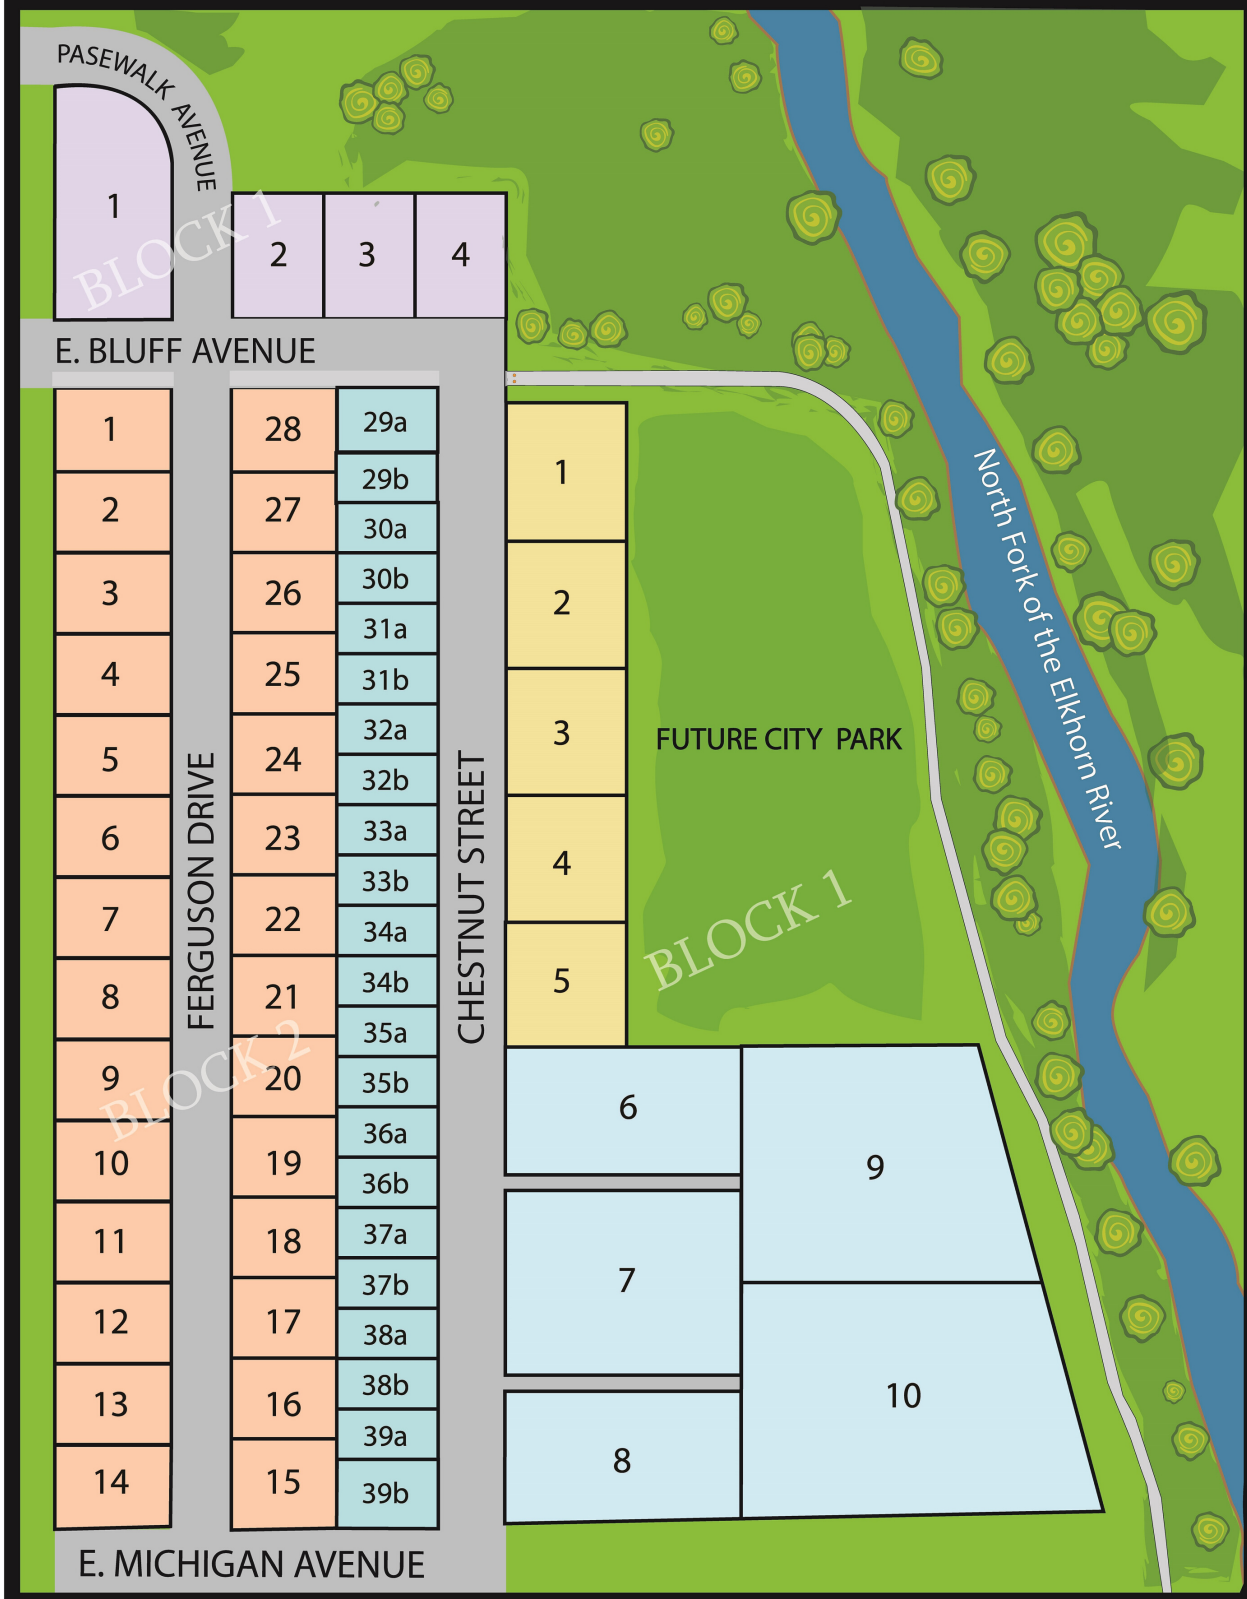 PASEWALK AVENUE
1
BLOCK 1
2
3
4
E. BLUFF AVENUE
1
2
3
4
5
6
7
8
9
10
11
12
13
14
FERGUSON DRIVE
BLOCK 2
28
27
26
25
24
23
22
21
20
19
18
17
16
15
29a
29b
30a
30b
31a
31b
32a
32b
33a
33b
34a
34b
35a
35b
36a
36b
37a
37b
38a
38b
39a
39b
CHESTNUT STREET
1
2
3
4
5
6
7
8
9
10
FUTURE CITY PARK
BLOCK 1
North Fork of the Elkhorn River
E. MICHIGAN AVENUE